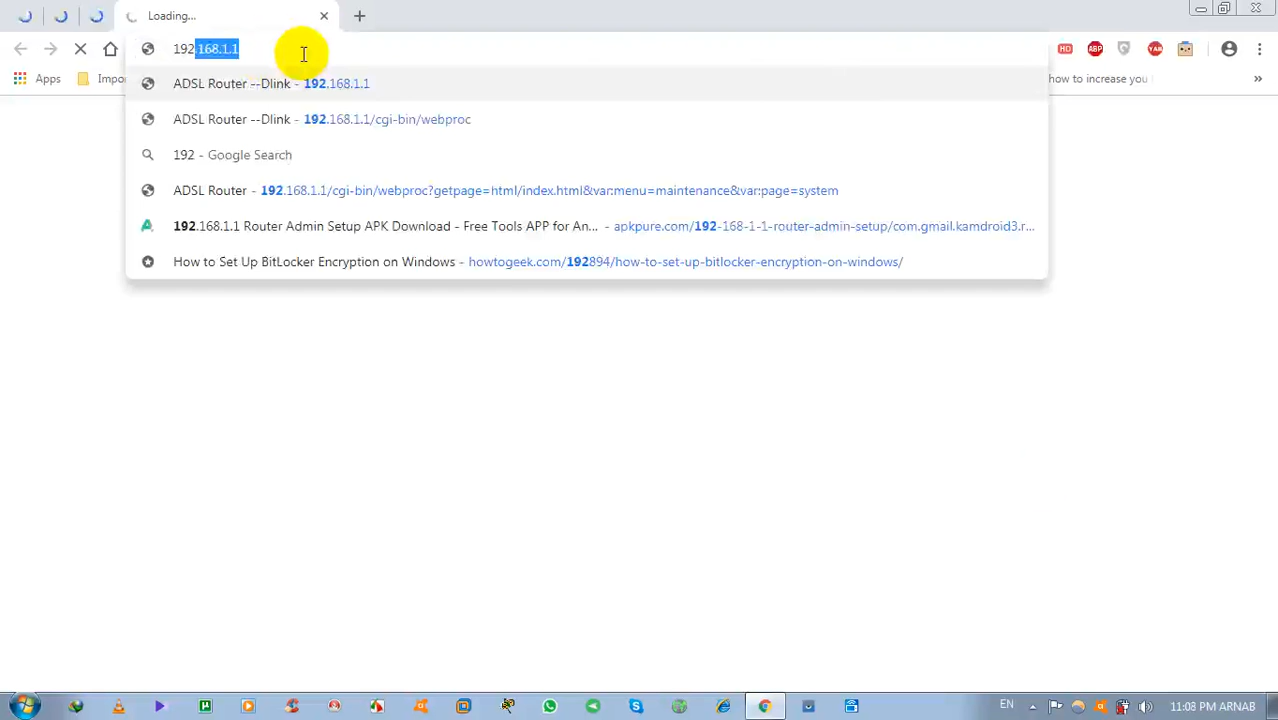 Loading...
192.168.1.1
HD
ABP
Apps
Impor
how to increase you
»
ADSL Router --Dlink - 192.168.1.1
ADSL Router --Dlink - 192.168.1.1/cgi-bin/webproc
192 - Google Search
ADSL Router - 192.168.1.1/cgi-bin/webproc?getpage=html/index.html&var:menu=maintenance&var:page=system
192.168.1.1 Router Admin Setup APK Download - Free Tools APP for An... - apkpure.com/192-168-1-1-router-admin-setup/com.gmail.kamdroid3.r...
How to Set Up BitLocker Encryption on Windows - howtogeek.com/192894/how-to-set-up-bitlocker-encryption-on-windows/
EN
11:08 PM ARNAB